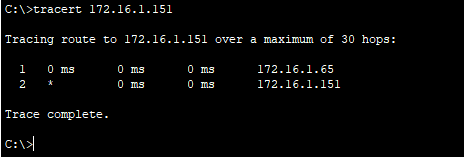 C:\>tracert 172.16.1.151
Tracing route to 172.16.1.151 over a maximum of 30 hops:
1 0 ms 0 ms 0 ms 172.16.1.65
2 * 0 ms 0 ms 172.16.1.151
Trace complete.
C:\>